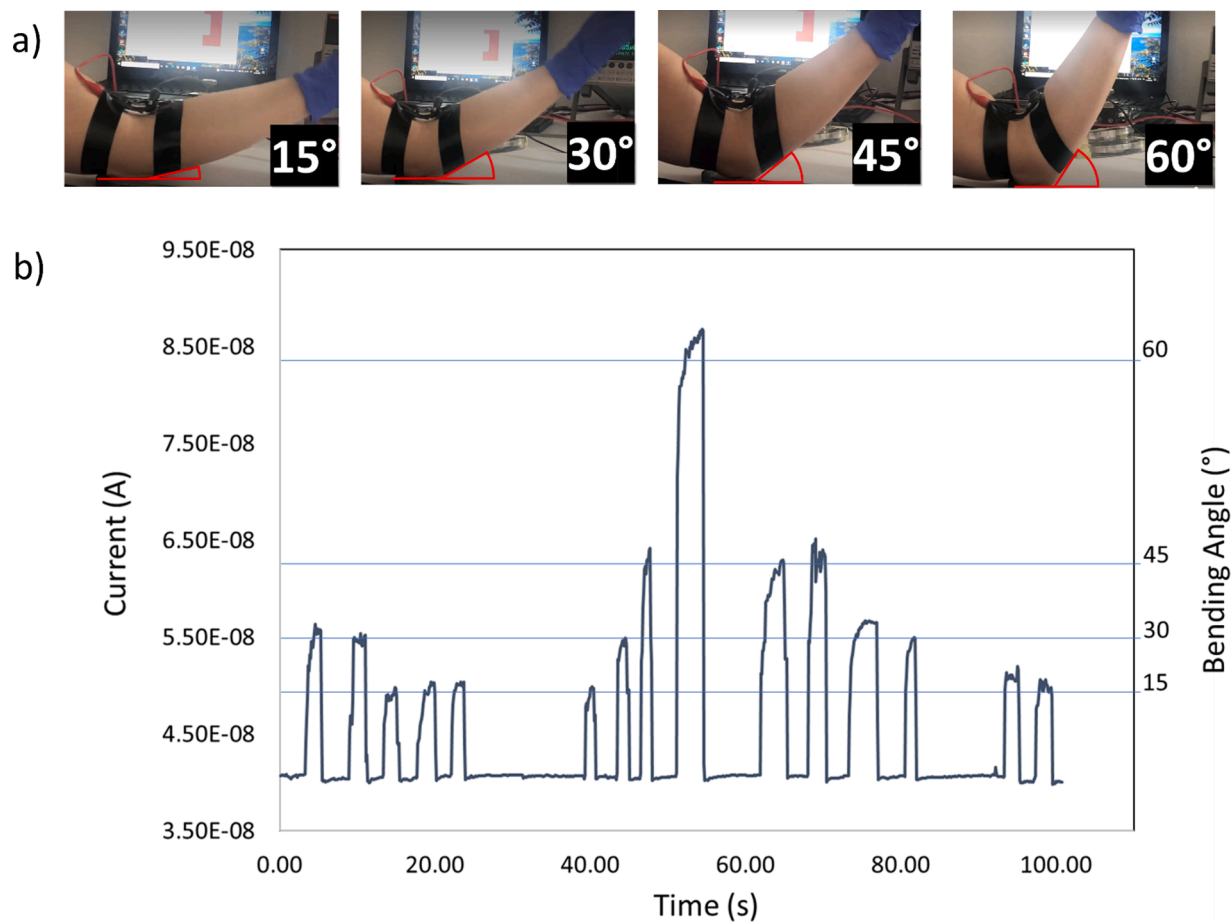 a)
15°
30°
45°
60°
b)
9.50E-08
8.50E-08
7.50E-08
6.50E-08
5.50E-08
4.50E-08
3.50E-08
Current (A)
60
45
30
15
Bending Angle (°)
0.00 20.00 40.00 60.00 80.00 100.00
Time (s)